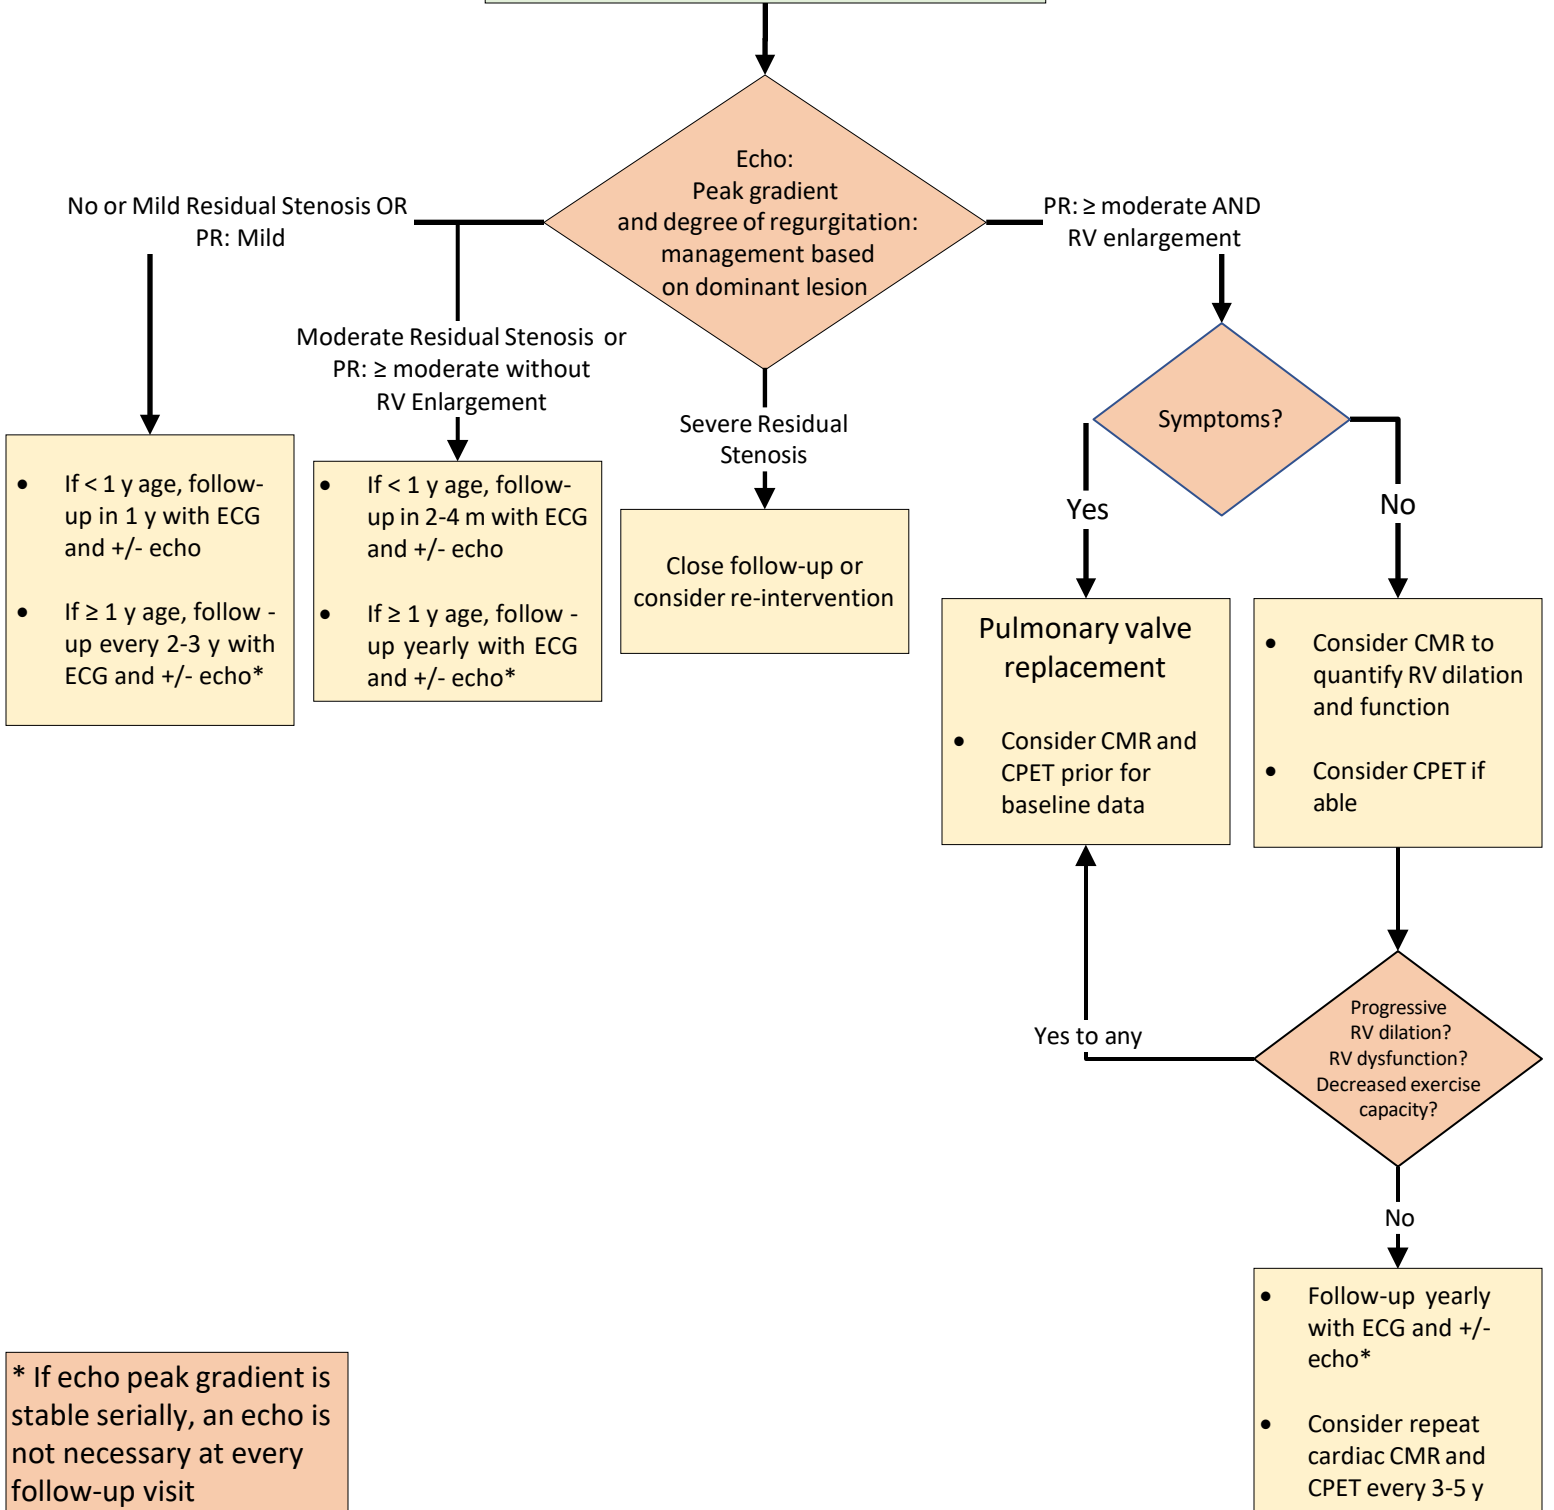 Echo:
Peak gradient
and degree of regurgitation:
management based
on dominant lesion
No or Mild Residual Stenosis OR
PR: Mild
Moderate Residual Stenosis or
PR: ≥ moderate without
RV Enlargement
Severe Residual
Stenosis
PR: ≥ moderate AND
RV enlargement
• If < 1 y age, follow-
up in 1 y with ECG
and +/- echo
• If ≥ 1 y age, follow -
up every 2-3 y with
ECG and +/- echo*
• If < 1 y age, follow-
up in 2-4 m with ECG
and +/- echo
• If ≥ 1 y age, follow -
up yearly with ECG
and +/- echo*
Close follow-up or
consider re-intervention
Symptoms?
Yes
No
Pulmonary valve
replacement
• Consider CMR and
CPET prior for
baseline data
• Consider CMR to
quantify RV dilation
and function
• Consider CPET if
able
Progressive
RV dilation?
RV dysfunction?
Decreased exercise
capacity?
Yes to any
No
• Follow-up yearly
with ECG and +/-
echo*
• Consider repeat
cardiac CMR and
CPET every 3-5 y
* If echo peak gradient is
stable serially, an echo is
not necessary at every
follow-up visit